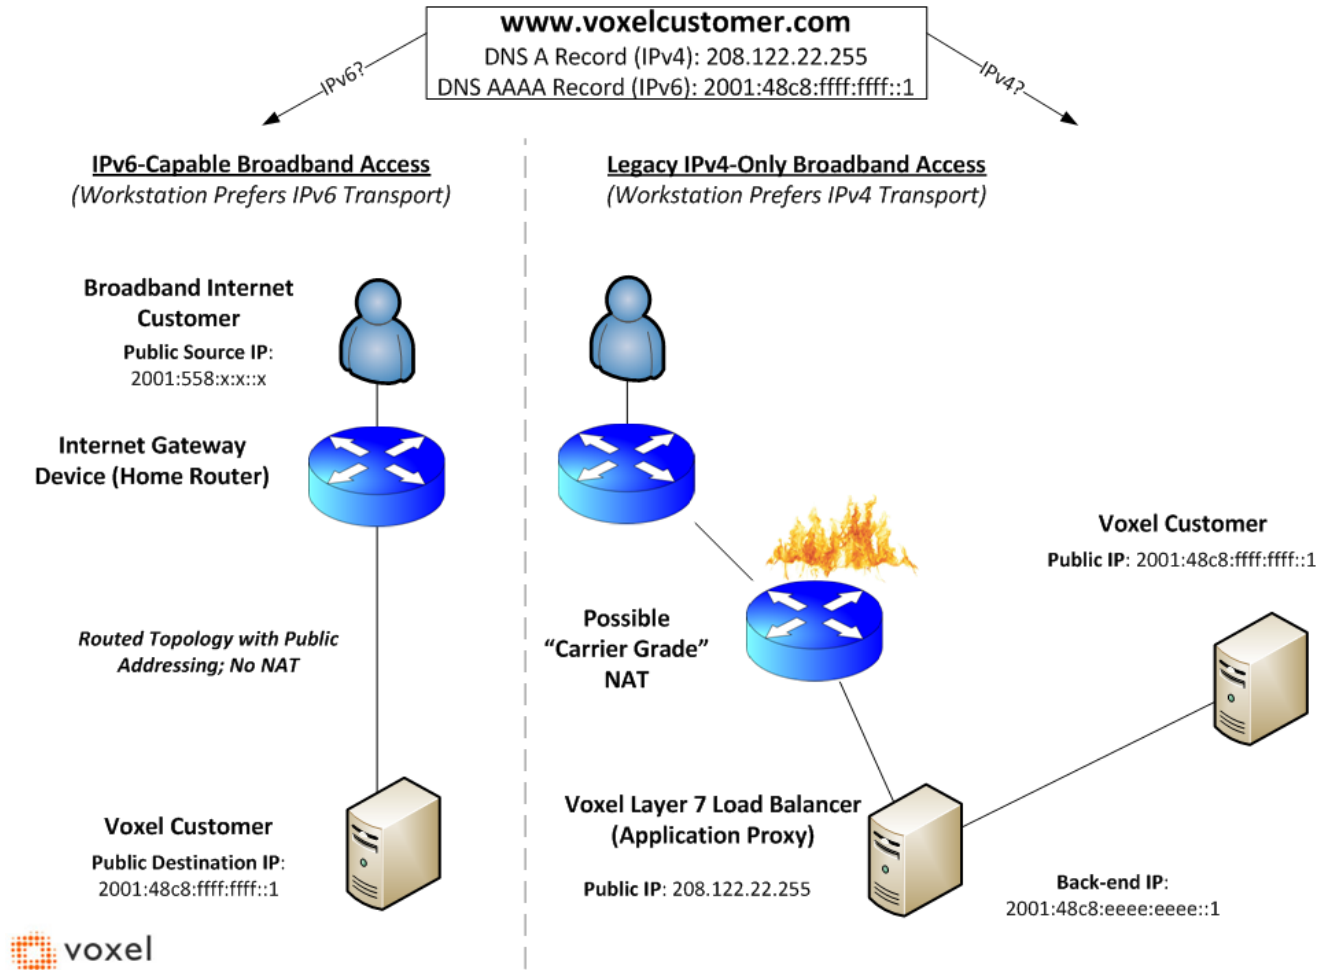 www.voxelcustomer.com
DNS A Record (IPv4): 208.122.22.255
DNS AAAA Record (IPv6): 2001:48c8:ffff:ffff::1
IPv6?
IPv4?
IPv6-Capable Broadband Access
(Workstation Prefers IPv6 Transport)
Legacy IPv4-Only Broadband Access
(Workstation Prefers IPv4 Transport)
Broadband Internet
Customer
Public Source IP:
2001:558:x:x::x
Internet Gateway
Device (Home Router)
Routed Topology with Public
Addressing; No NAT
Voxel Customer
Public Destination IP:
2001:48c8:ffff:ffff::1
Possible
“Carrier Grade”
NAT
Voxel Customer
Public IP: 2001:48c8:ffff:ffff::1
Voxel Layer 7 Load Balancer
(Application Proxy)
Public IP: 208.122.22.255
Back-end IP:
2001:48c8:eeee:eeee::1
voxel